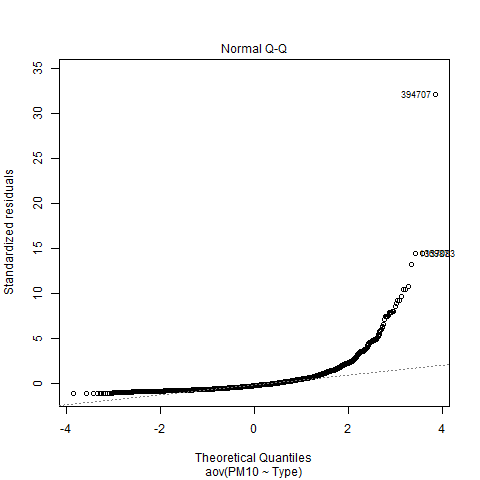 Normal Q-Q
35
30
25
20
15
10
5
0
Standardized residuals
394707
-4 -2 0 2 4
Theoretical Quantiles
aov(PM10 ~ Type)